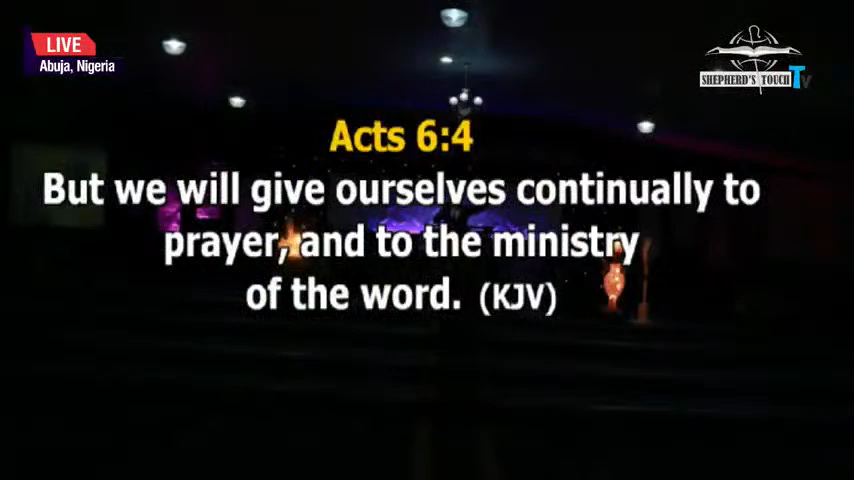 LIVE
Abuja, Nigeria
SHEPHERD'S TOUCH TV
Acts 6:4
But we will give ourselves continually to
prayer, and to the ministry
of the word. (KJV)